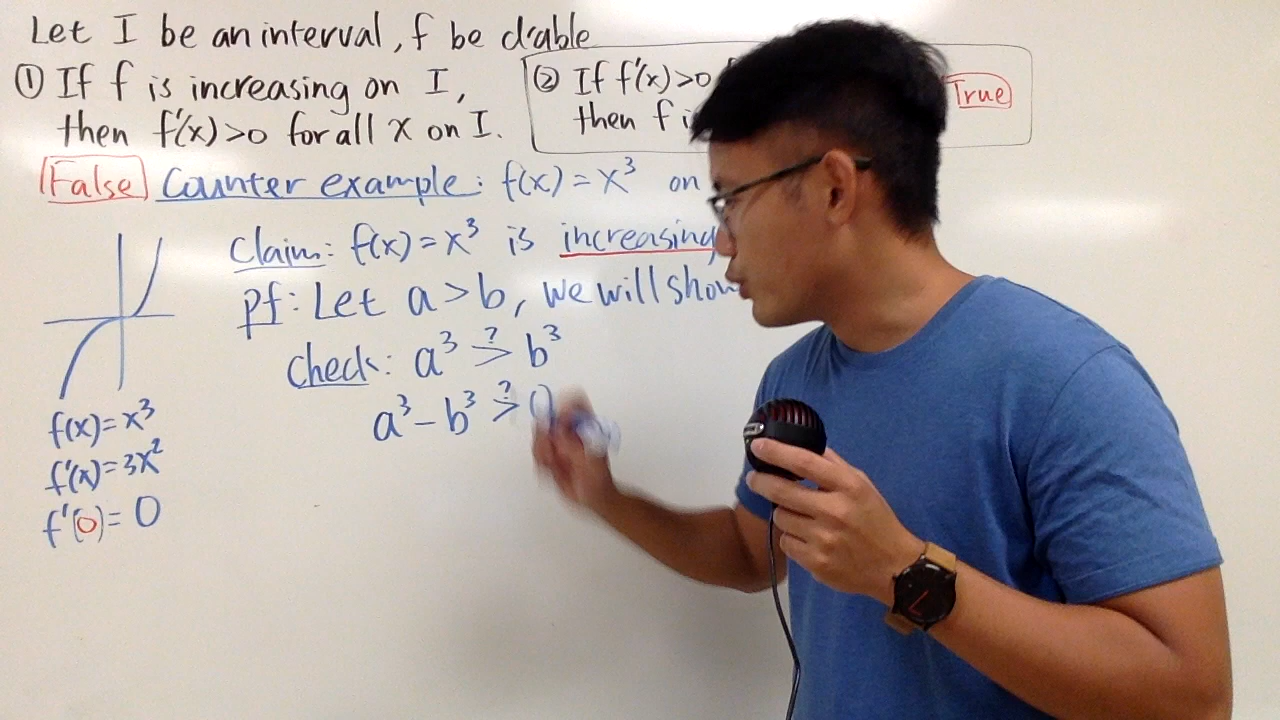 Let I be an interval, f be d'able
① If f is increasing on I,
then f'(x)>0 for all x on I.
② If f'(x)>0
then f
True
False Counter example: f(x)=x³ on
Claim: f(x)=x³ is increasing
pf: Let a>b, we will show
check: a³ >? b³
a³-b³ >? 0
f(x)=x³
f'(x)=3x²
f'(0)=0